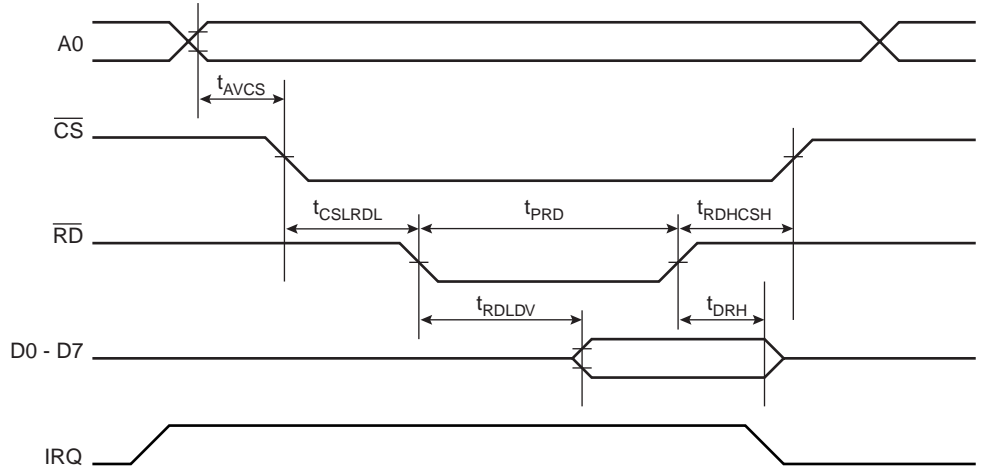 A0
tAVCS
CS
tCSLRDL tPRD tRDHCSH
RD
tRDLDV tDRH
D0 - D7
IRQ